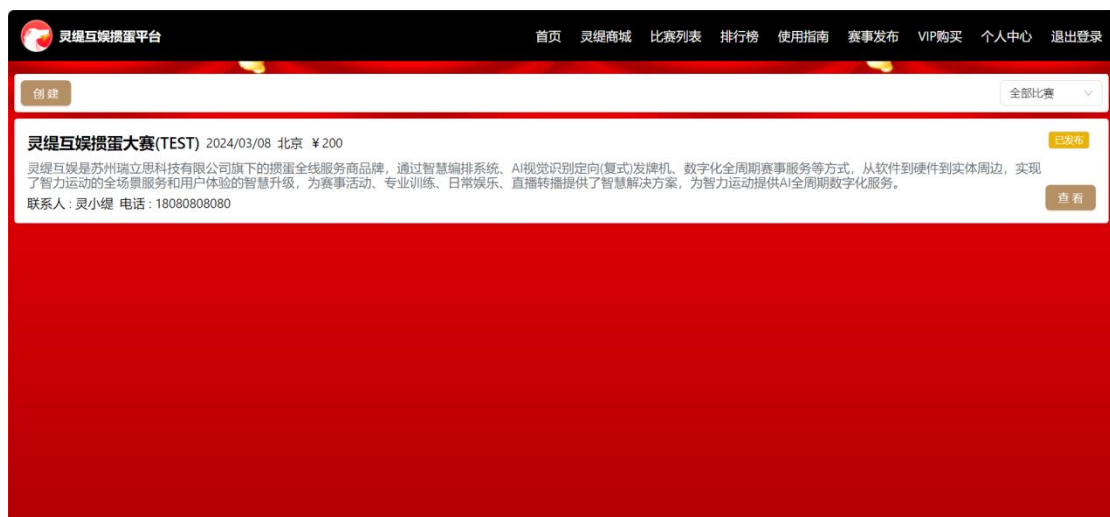 灵缇互娱掼蛋平台
首页 灵缇商城 比赛列表 排行榜 使用指南 赛事发布 VIP购买 个人中心 退出登录
创建
全部比赛
灵缇互娱掼蛋大赛(TEST) 2024/03/08 北京 ￥200
已发布
灵缇互娱是苏州瑞立思科技有限公司旗下的掼蛋全线服务商品牌，通过智慧编排系统、AI视觉识别定向(复式)发牌机、数字化全周期赛事服务等方式，从软件到硬件到实体周边，实现
了智力运动的全场景服务和用户体验的智慧升级，为赛事活动、专业训练、日常娱乐、直播转播提供了智慧解决方案，为智力运动提供AI全周期数字化服务。
查看
联系人 : 灵小缇 电话 : 18080808080